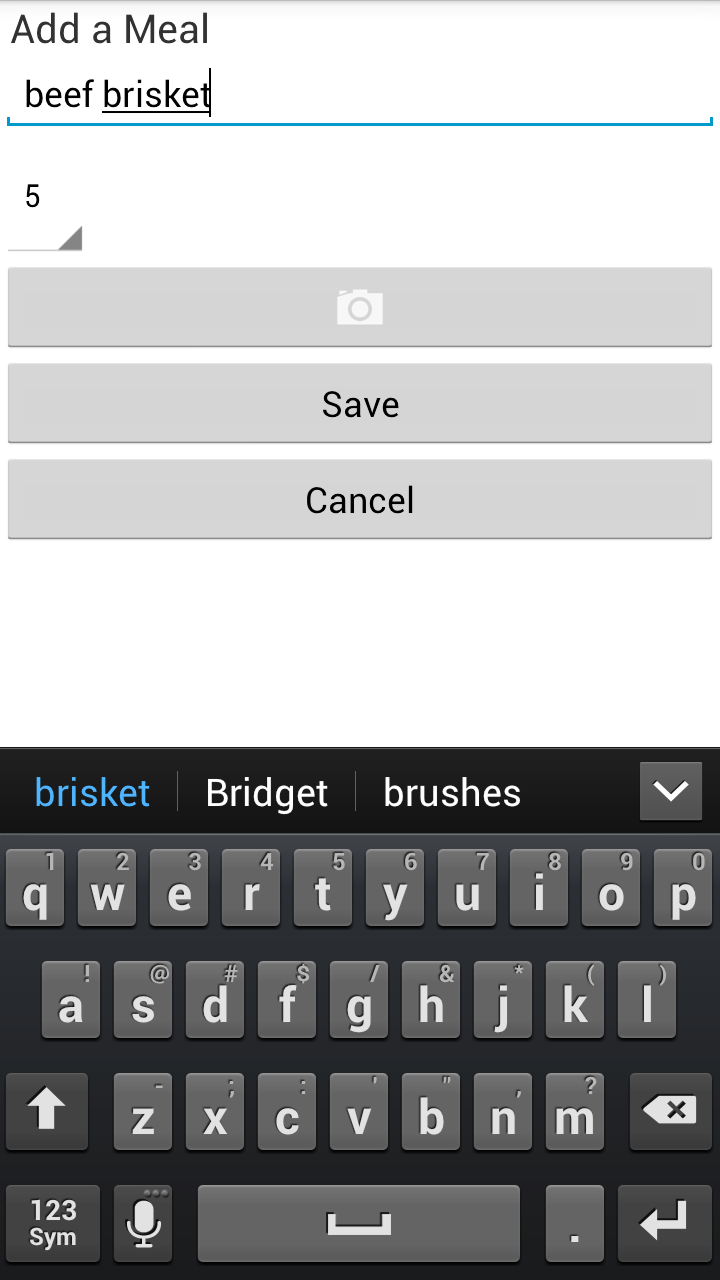 Add a Meal
beef brisket
5
Save
Cancel
brisket Bridget brushes
1 2 3 4 5 6 7 8 9 0
q w e r t y u i o p
! @ # $ / & * ( )
a s d f g h j k l
- ; : ' " , ?
z x c v b n m
123
Sym .